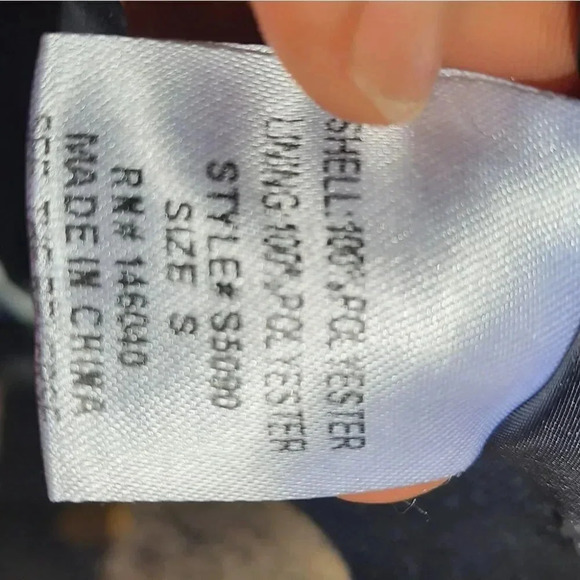 SHELL:100%POLYESTER
LINING:100%POLYESTER
STYLE# S5090
SIZE S
RN# 146040
MADE IN CHINA